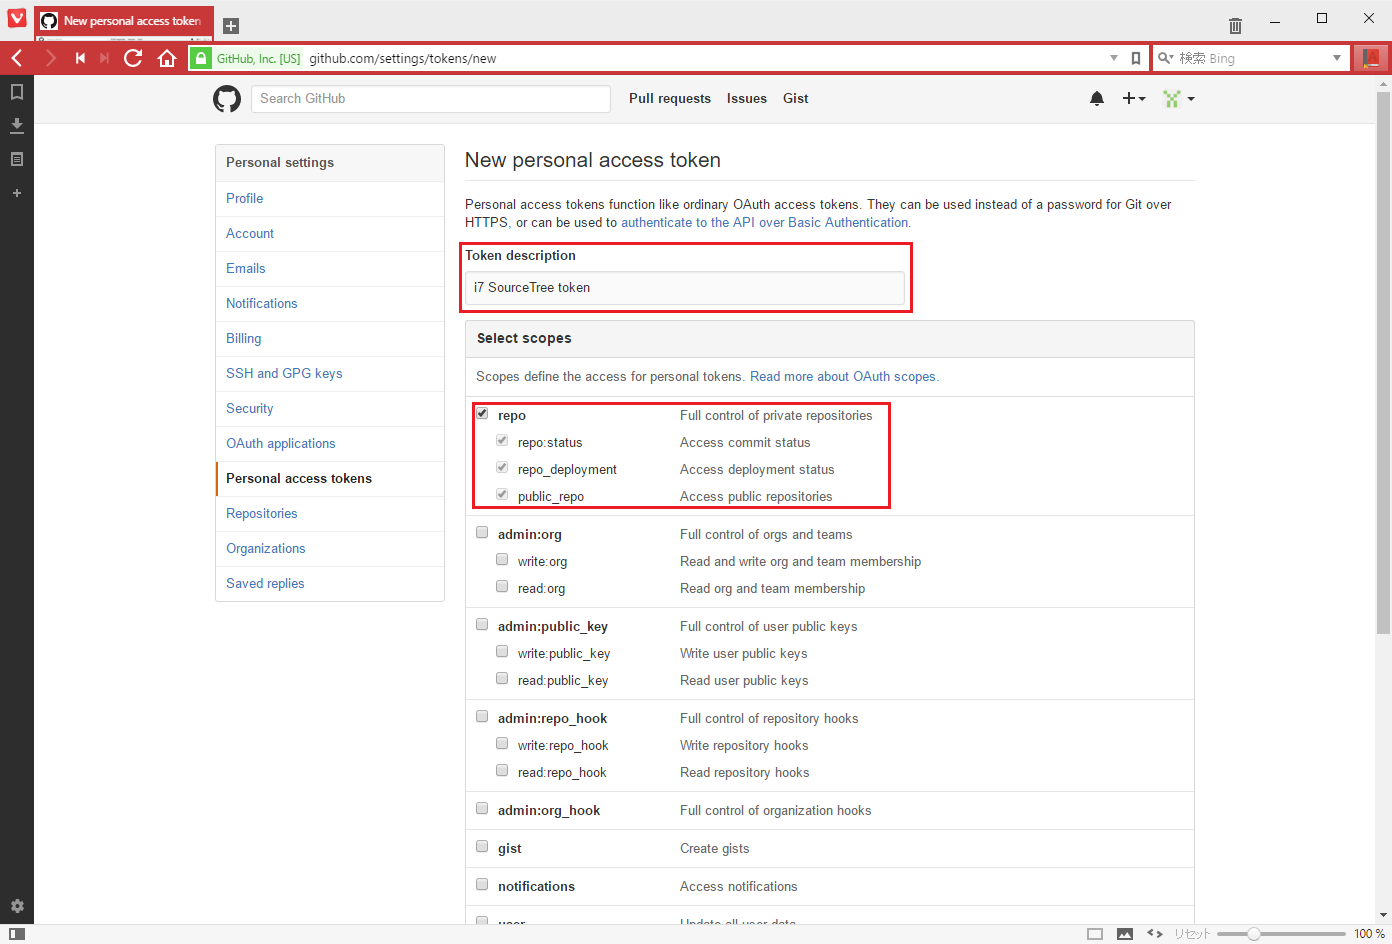 New personal access token
GitHub, Inc. [US]
github.com/settings/tokens/new
検索 Bing
Search GitHub
Pull requests
Issues
Gist
Personal settings
Profile
Account
Emails
Notifications
Billing
SSH and GPG keys
Security
OAuth applications
Personal access tokens
Repositories
Organizations
Saved replies
New personal access token
Personal access tokens function like ordinary OAuth access tokens. They can be used instead of a password for Git over
HTTPS, or can be used to authenticate to the API over Basic Authentication.
Token description
i7 SourceTree token
Select scopes
Scopes define the access for personal tokens. Read more about OAuth scopes.
repo Full control of private repositories
repo:status Access commit status
repo_deployment Access deployment status
public_repo Access public repositories
admin:org Full control of orgs and teams
write:org Read and write org and team membership
read:org Read org and team membership
admin:public_key Full control of user public keys
write:public_key Write user public keys
read:public_key Read user public keys
admin:repo_hook Full control of repository hooks
write:repo_hook Write repository hooks
read:repo_hook Read repository hooks
admin:org_hook Full control of organization hooks
gist Create gists
notifications Access notifications
user Update all user data
リセット
100 %